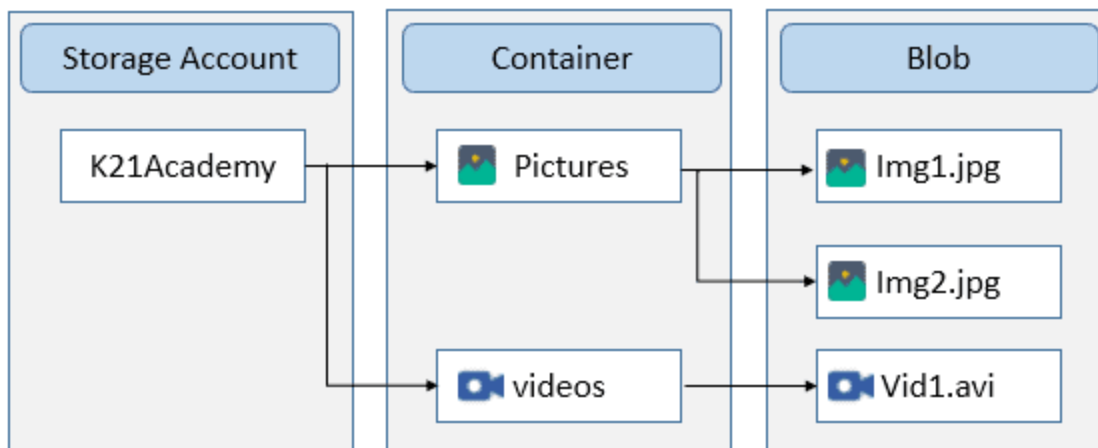 Storage Account
Container
Blob
K21Academy
Pictures
Img1.jpg
Img2.jpg
videos
Vid1.avi